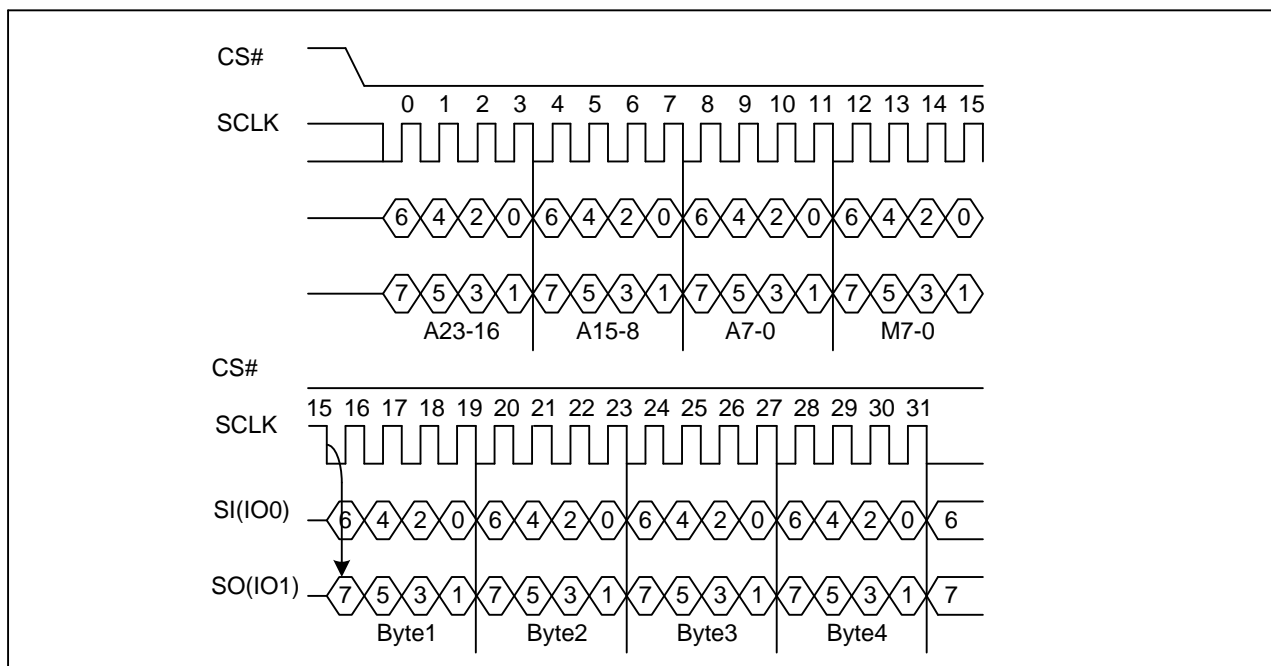 CS#
0 1 2 3 4 5 6 7 8 9 10 11 12 13 14 15
SCLK
6 4 2 0 6 4 2 0 6 4 2 0 6 4 2 0
7 5 3 1 7 5 3 1 7 5 3 1 7 5 3 1
A23-16 A15-8 A7-0 M7-0
CS#
15 16 17 18 19 20 21 22 23 24 25 26 27 28 29 30 31
SCLK
SI(IO0) 6 4 2 0 6 4 2 0 6 4 2 0 6 4 2 0 6
SO(IO1) 7 5 3 1 7 5 3 1 7 5 3 1 7 5 3 1 7
Byte1 Byte2 Byte3 Byte4